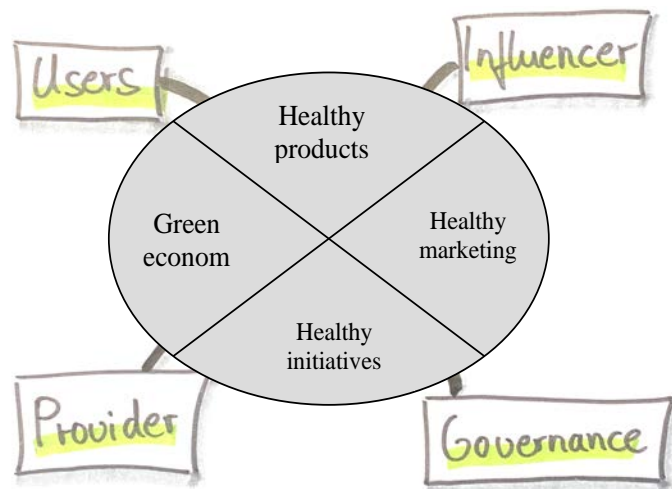 Users
Influencer
Healthy
products
Green
econom
Healthy
marketing
Healthy
initiatives
Provider
Governance